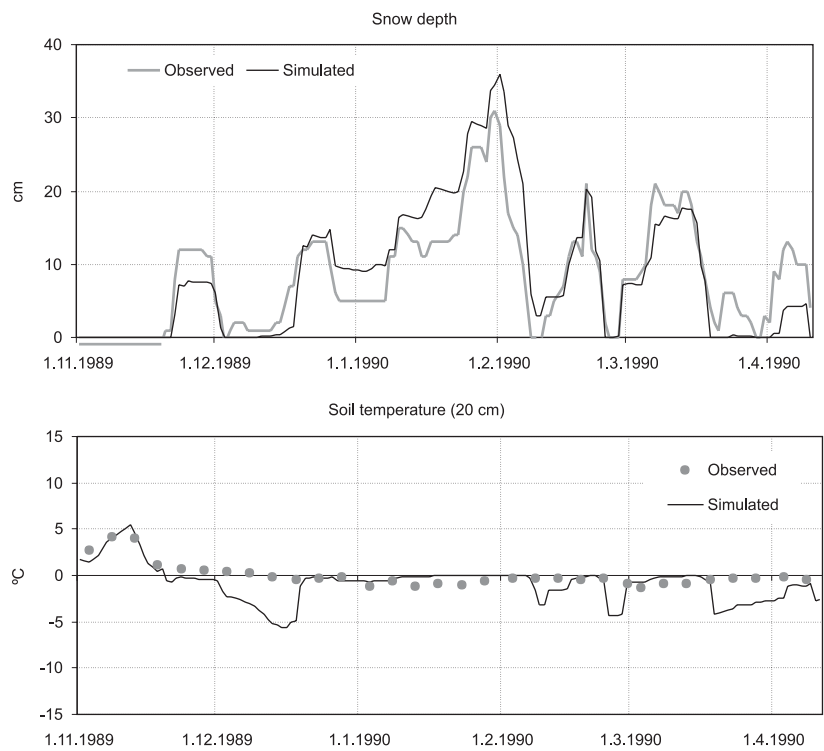 Snow depth
40
Observed Simulated
30
cm
20
10
0
1.11.1989 1.12.1989 1.1.1990 1.2.1990 1.3.1990 1.4.1990
Soil temperature (20 cm)
15
Observed
10
Simulated
5
ºC
0
-5
-10
-15
1.11.1989 1.12.1989 1.1.1990 1.2.1990 1.3.1990 1.4.1990